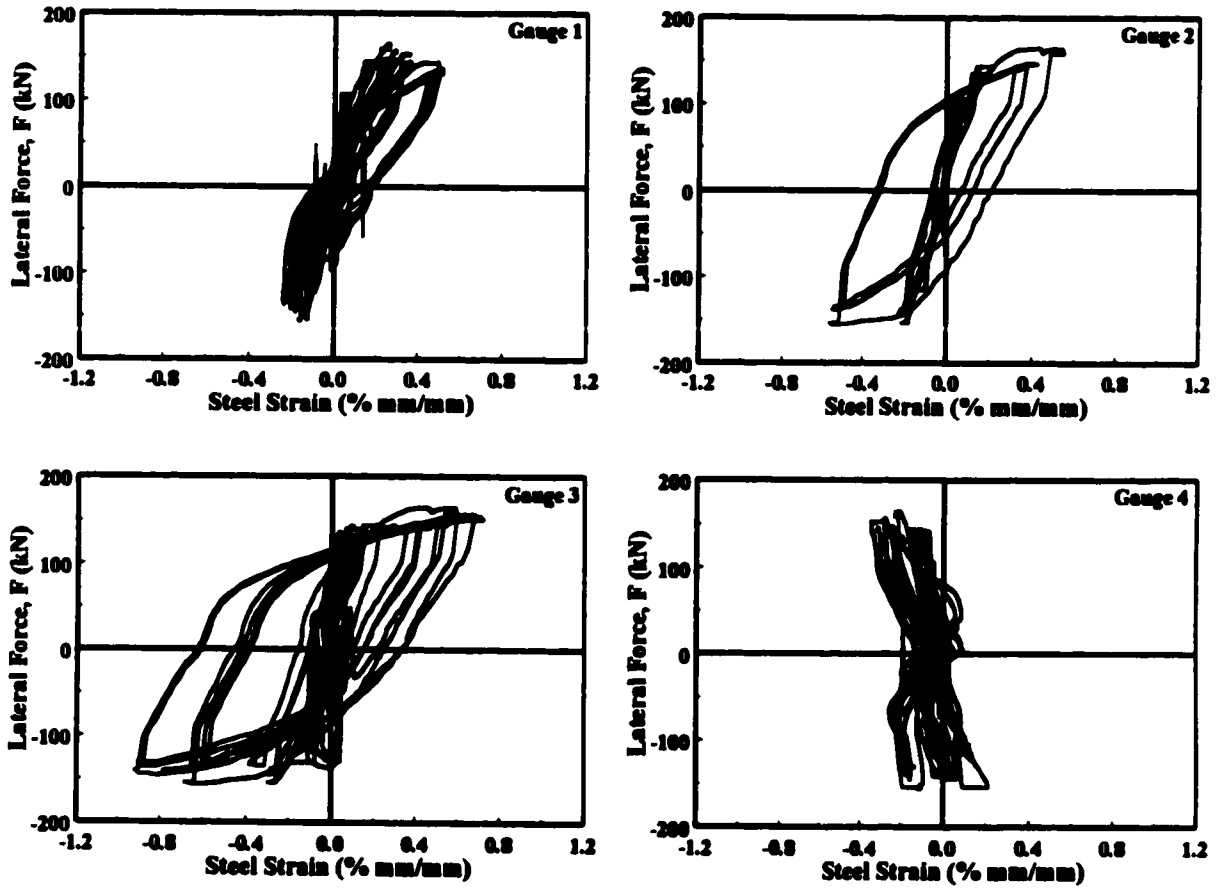 200
Gauge 1
100
0
-100
-200
Lateral Force, F (kN)
-1.2 -0.8 -0.4 0.0 0.4 0.8 1.2
Steel Strain (% mm/mm)
200
Gauge 2
100
0
-100
-200
Lateral Force, F (kN)
-1.2 -0.8 -0.4 0.0 0.4 0.8 1.2
Steel Strain (% mm/mm)
200
Gauge 3
100
0
-100
-200
Lateral Force, F (kN)
-1.2 -0.8 -0.4 0.0 0.4 0.8 1.2
Steel Strain (% mm/mm)
200
Gauge 4
100
0
-100
-200
Lateral Force, F (kN)
-1.2 -0.8 -0.4 0.0 0.4 0.8 1.2
Steel Strain (% mm/mm)